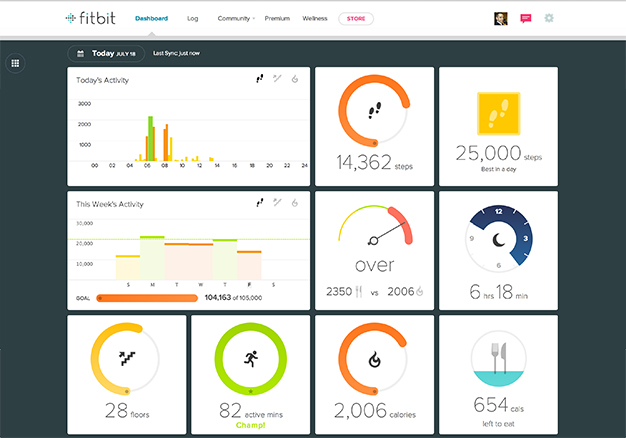 fitbit
Dashboard Log Community Premium Wellness STORE
Today JULY 18 Last Sync: just now
Today's Activity
3000
2000
1000
00 02 04 06 08 10 12 14 16 18 20 22 24
14,362 steps
25,000 steps
Best in a day
This Week's Activity
30,000
20,000
10,000
S M T W T F S
GOAL 104,163 of 105,000
over
2350 vs 2006
12
9 3
6
6 hrs 18 min
28 floors
82 active mins
Champ!
2,006 calories
654 cals
left to eat